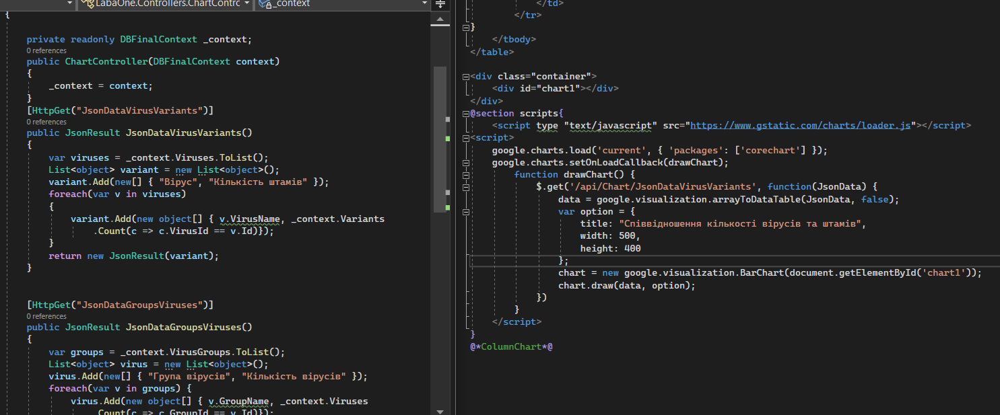 LabaOne.Controllers.ChartContrc
_context
{
private readonly DBFinalContext _context;
0 references
public ChartController(DBFinalContext context)
{
_context = context;
}
[HttpGet("JsonDataVirusVariants")]
0 references
public JsonResult JsonDataVirusVariants()
{
var viruses = _context.Viruses.ToList();
List<object> variant = new List<object>();
variant.Add(new[] { "Вірус", "Кількість штамів" });
foreach(var v in viruses)
{
variant.Add(new object[] { v.VirusName, _context.Variants
.Count(c => c.VirusId == v.Id)});
}
return new JsonResult(variant);
}
[HttpGet("JsonDataGroupsViruses")]
0 references
public JsonResult JsonDataGroupsViruses()
{
var groups = _context.VirusGroups.ToList();
List<object> virus = new List<object>();
virus.Add(new[] { "Група вірусів", "Кількість вірусів" });
foreach(var v in groups) {
virus.Add(new object[] { v.GroupName, _context.Viruses
.Count(c => c.GroupId == v.Id)});
</td>
</tr>
}
</tbody>
</table>
<div class="container">
<div id="chart1"></div>
</div>
@section scripts{
<script type "text/javascript" src="https://www.gstatic.com/charts/loader.js"></script>
<script>
google.charts.load('current', { 'packages': ['corechart'] });
google.charts.setOnLoadCallback(drawChart);
function drawChart() {
$.get('/api/Chart/JsonDataVirusVariants', function(JsonData) {
data = google.visualization.arrayToDataTable(JsonData, false);
var option = {
title: "Співвідношення кількості вірусів та штамів",
width: 500,
height: 400
};
chart = new google.visualization.BarChart(document.getElementById('chart1'));
chart.draw(data, option);
})
}
</script>
}
@*ColumnChart*@